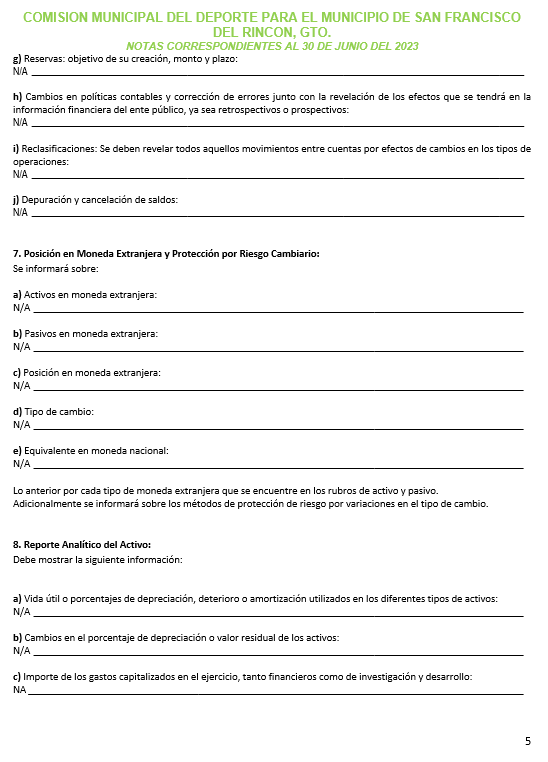 COMISION MUNICIPAL DEL DEPORTE PARA EL MUNICIPIO DE SAN FRANCISCO
DEL RINCON, GTO.
NOTAS CORRESPONDIENTES AL 30 DE JUNIO DEL 2023
g) Reservas: objetivo de su creación, monto y plazo:
N/A
h) Cambios en políticas contables y corrección de errores junto con la revelación de los efectos que se tendrá en la
información financiera del ente público, ya sea retrospectivos o prospectivos:
N/A
i) Reclasificaciones: Se deben revelar todos aquellos movimientos entre cuentas por efectos de cambios en los tipos de
operaciones:
N/A
j) Depuración y cancelación de saldos:
N/A
7. Posición en Moneda Extranjera y Protección por Riesgo Cambiario:
Se informará sobre:
a) Activos en moneda extranjera:
N/A
b) Pasivos en moneda extranjera:
N/A
c) Posición en moneda extranjera:
N/A
d) Tipo de cambio:
N/A
e) Equivalente en moneda nacional:
N/A
Lo anterior por cada tipo de moneda extranjera que se encuentre en los rubros de activo y pasivo.
Adicionalmente se informará sobre los métodos de protección de riesgo por variaciones en el tipo de cambio.
8. Reporte Analítico del Activo:
Debe mostrar la siguiente información:
a) Vida útil o porcentajes de depreciación, deterioro o amortización utilizados en los diferentes tipos de activos:
N/A
b) Cambios en el porcentaje de depreciación o valor residual de los activos:
N/A
c) Importe de los gastos capitalizados en el ejercicio, tanto financieros como de investigación y desarrollo:
NA
5